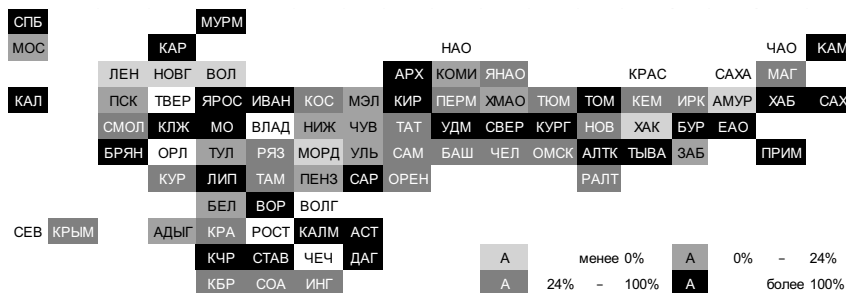 СПБ МУРМ
МОС КАР НАО ЧАО КАМ
ЛЕН НОВГ ВОЛ АРХ КОМИ ЯНАО КРАС САХА МАГ
КАЛ ПСК ТВЕР ЯРОС ИВАН КОС МЭЛ КИР ПЕРМ ХМАО ТЮМ ТОМ КЕМ ИРК АМУР ХАБ САХ
СМОЛ КЛЖ МО ВЛАД НИЖ ЧУВ ТАТ УДМ СВЕР КУРГ НОВ ХАК БУР ЕАО
БРЯН ОРЛ ТУЛ РЯЗ МОРД УЛЬ САМ БАШ ЧЕЛ ОМСК АЛТК ТЫВА ЗАБ ПРИМ
КУР ЛИП ТАМ ПЕНЗ САР ОРЕН РАЛТ
БЕЛ ВОР ВОЛГ
СЕВ КРЫМ АДЫГ КРА РОСТ КАЛМ АСТ
КЧР СТАВ ЧЕЧ ДАГ А менее 0% А 0% – 24%
КБР СОА ИНГ А 24% – 100% А более 100%